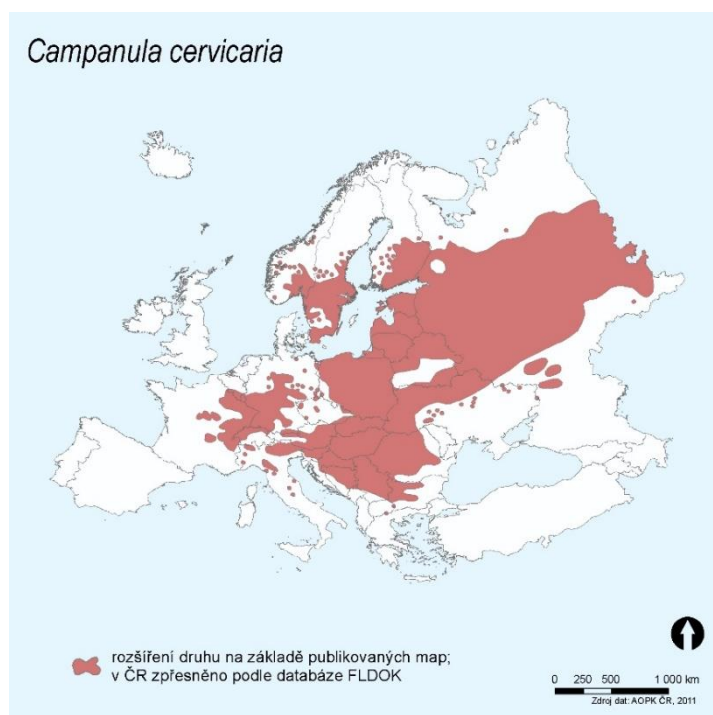 Campanula cervicaria
rozšíření druhu na základě publikovaných map;
v ČR zpřesněno podle databáze FLDOK
0 250 500 1 000 km
Zdroj dat: AOPK ČR, 2011